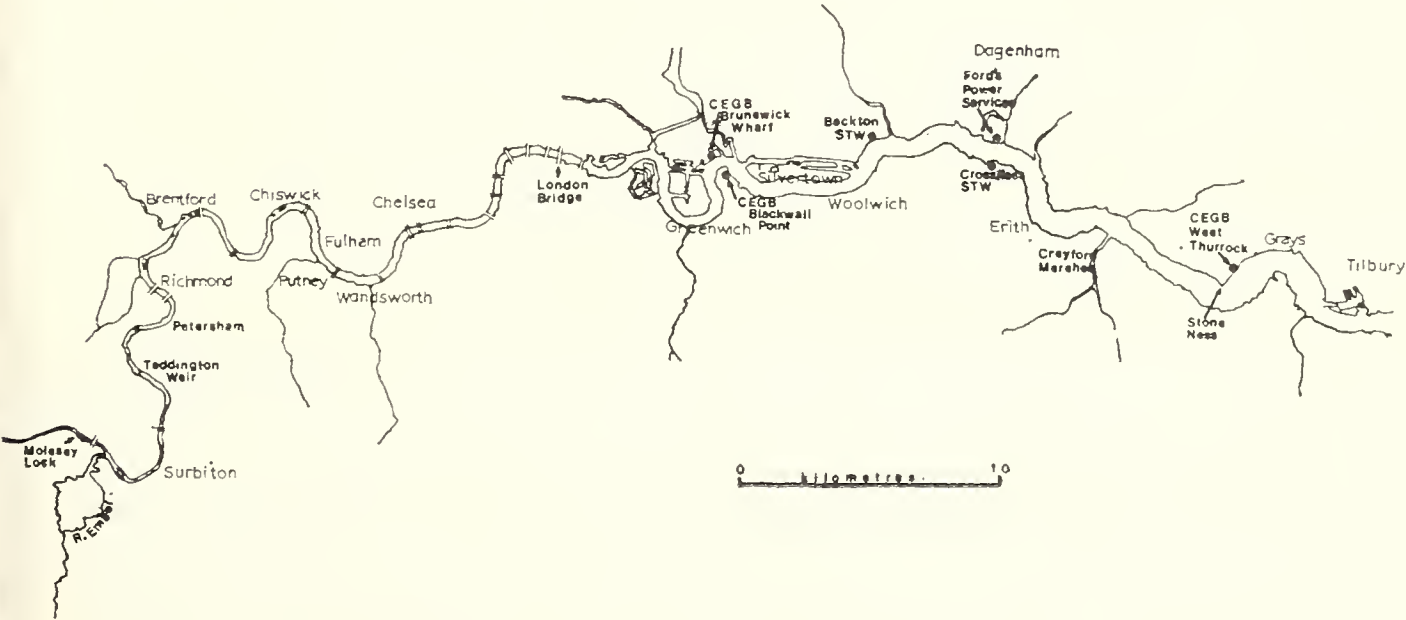 Dagenham
Ford's
Power
Services
CEGB
Brunswick
Wharf
Beckton
STW
Brentford
Chiswick
Chelsea
London
Bridge
Silvertown
Crossness
STW
Woolwich
CEGB
Blackwall
Point
Greenwich
Fulham
Erith
CEGB
West
Thurrock
Grays
Tilbury
Crayford
Marshes
Richmond
Putney
Wandsworth
Petersham
Stone
Ness
Teddington
Weir
Molesey
Lock
Surbiton
R. Ember.
0 10
kilometres.